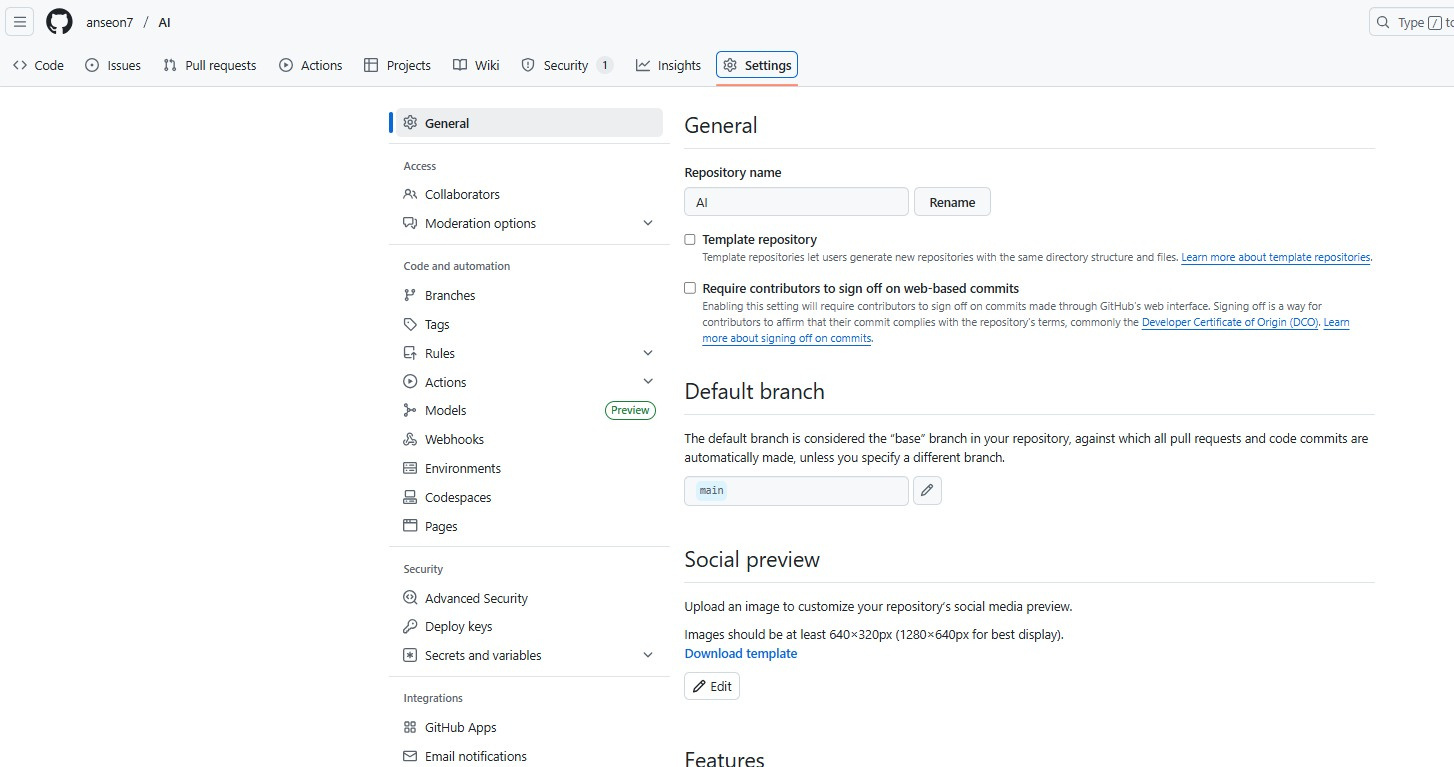 anseon7 / AI
Type / to
Code Issues Pull requests Actions Projects Wiki Security 1 Insights Settings
General
Access
Collaborators
Moderation options
Code and automation
Branches
Tags
Rules
Actions
Models Preview
Webhooks
Environments
Codespaces
Pages
Security
Advanced Security
Deploy keys
Secrets and variables
Integrations
GitHub Apps
Email notifications
General
Repository name
AI Rename
Template repository
Template repositories let users generate new repositories with the same directory structure and files. Learn more about template repositories.
Require contributors to sign off on web-based commits
Enabling this setting will require contributors to sign off on commits made through GitHub's web interface. Signing off is a way for
contributors to affirm that their commit complies with the repository's terms, commonly the Developer Certificate of Origin (DCO). Learn
more about signing off on commits.
Default branch
The default branch is considered the “base” branch in your repository, against which all pull requests and code commits are
automatically made, unless you specify a different branch.
main
Social preview
Upload an image to customize your repository's social media preview.
Images should be at least 640×320px (1280×640px for best display).
Download template
Edit
Features